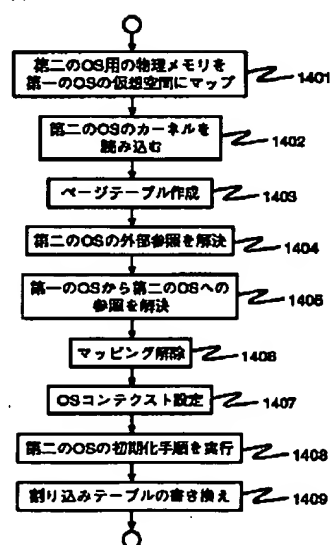 第二のOS用の物理メモリを
第一のOSの仮想空間にマップ
1401
第二のOSのカーネルを
読み込む
1402
ページテーブル作成
1403
第二のOSの外部参照を解決
1404
第一のOSから第二のOSへの
参照を解決
1405
マッピング解除
1406
OSコンテクスト設定
1407
第二のOSの初期化手順を実行
1408
割り込みテーブルの書き換え
1409